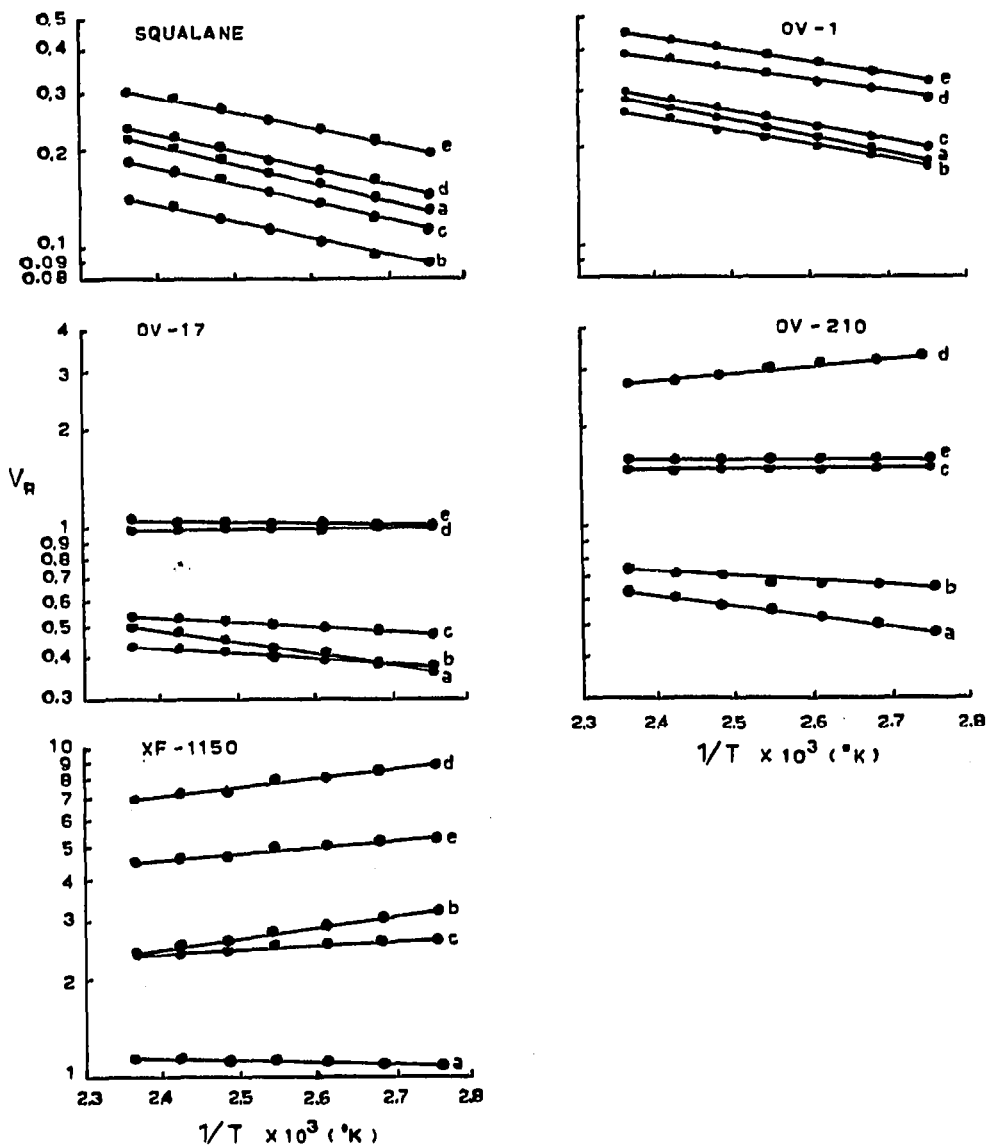 SQUALANE
0.5
0.4
0.3
0.2
0.1
0.09
0.08
e
d
a
c
b
OV-1
e
d
c
a
b
OV-17
4
3
2
1
0.9
0.8
0.7
0.6
0.5
0.4
0.3
V_R
e
d
c
b
a
OV-210
d
e
c
b
a
2.3 2.4 2.5 2.6 2.7 2.8
1/T ×10³ (°K)
XF-1150
10
9
8
7
6
5
4
3
2
1
d
e
b
c
a
2.3 2.4 2.5 2.6 2.7 2.8
1/T ×10³ (°K)